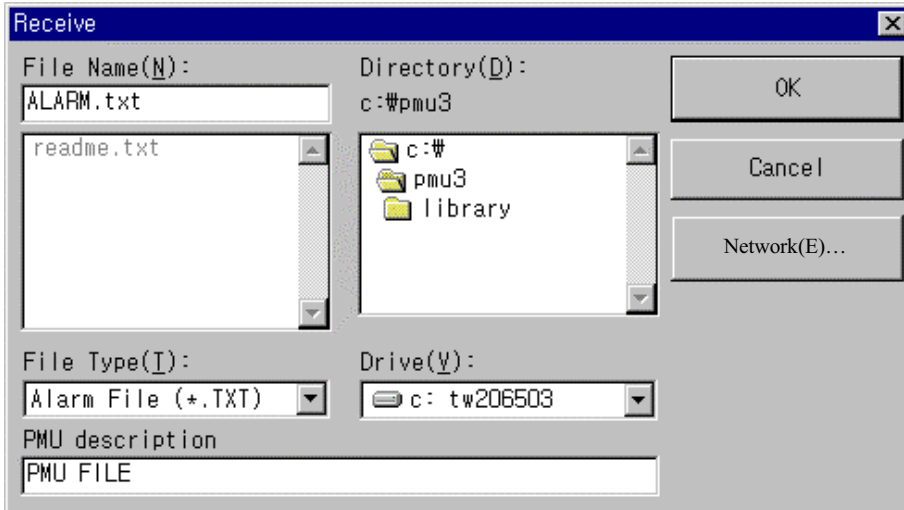 Receive
File Name(N):
ALARM.txt
readme.txt
Directory(D):
c:₩pmu3
c:₩
pmu3
library
OK
Cancel
Network(E)…
File Type(T):
Alarm File (*.TXT)
Drive(V):
c: tw206503
PMU description
PMU FILE